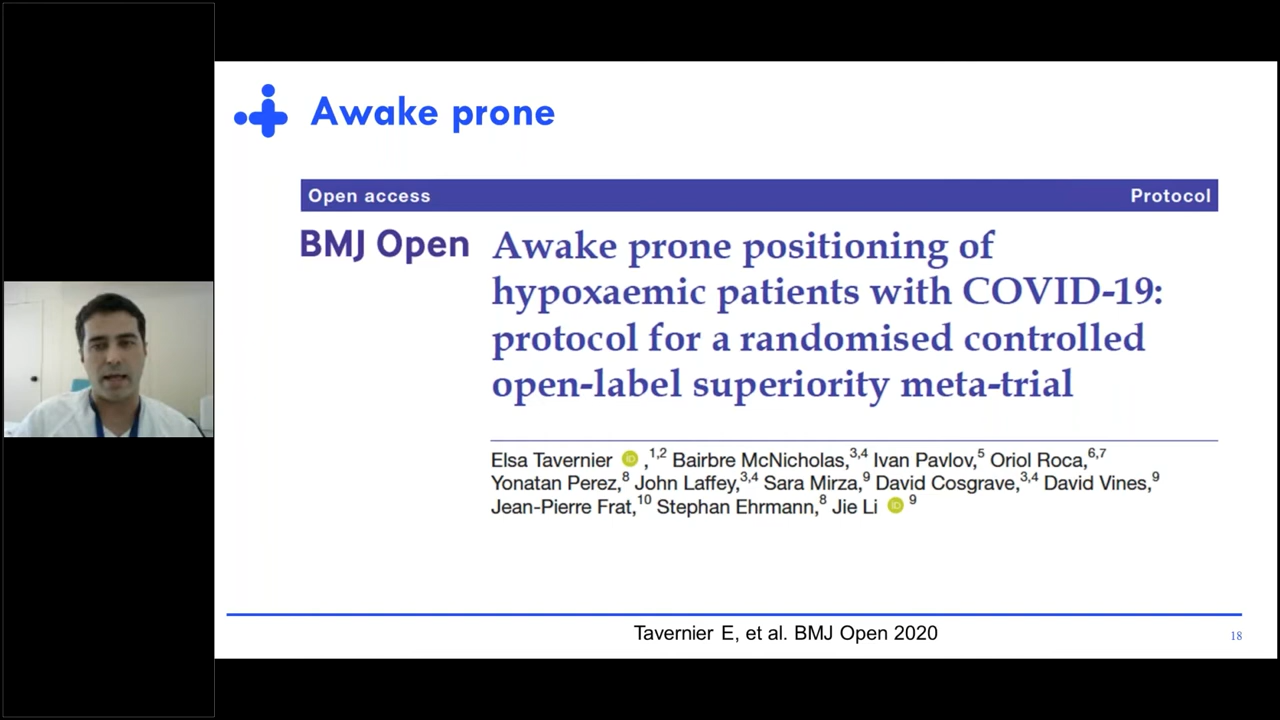 Awake prone
Open access Protocol
BMJ Open Awake prone positioning of
hypoxaemic patients with COVID-19:
protocol for a randomised controlled
open-label superiority meta-trial
Elsa Tavernier iD ,1,2 Bairbre McNicholas,3,4 Ivan Pavlov,5 Oriol Roca,6,7
Yonatan Perez,8 John Laffey,3,4 Sara Mirza,9 David Cosgrave,3,4 David Vines,9
Jean-Pierre Frat,10 Stephan Ehrmann,8 Jie Li iD 9
Tavernier E, et al. BMJ Open 2020
18